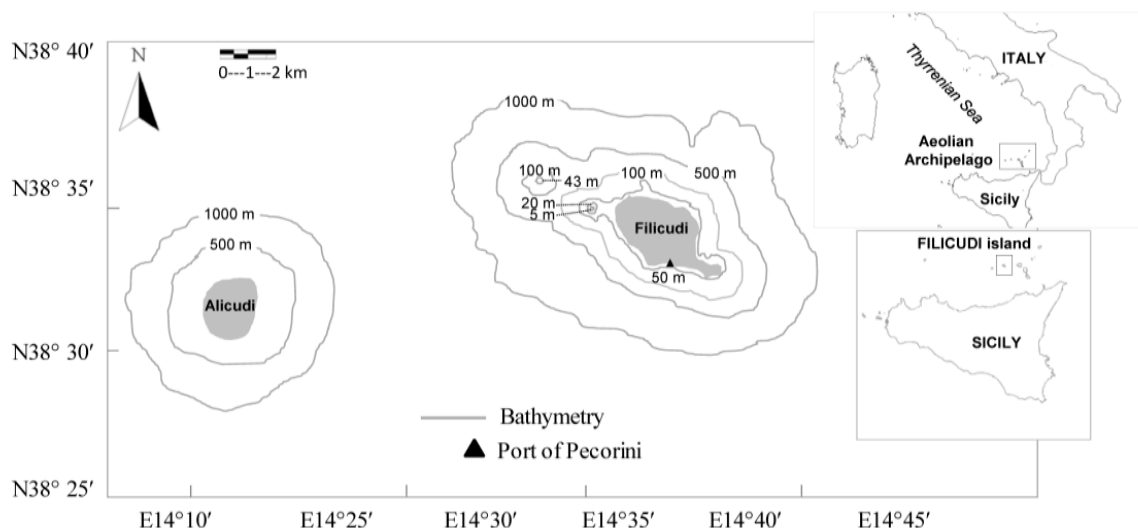 N38° 40′
N
0---1---2 km
1000 m
Thyrrenian Sea
ITALY
Aeolian
Archipelago
Sicily
N38° 35′
100 m
43 m
100 m
500 m
20 m
5 m
Filicudi
50 m
1000 m
500 m
Alicudi
FILICUDI island
SICILY
N38° 30′
Bathymetry
Port of Pecorini
N38° 25′
E14°10′
E14°25′
E14°30′
E14°35′
E14°40′
E14°45′